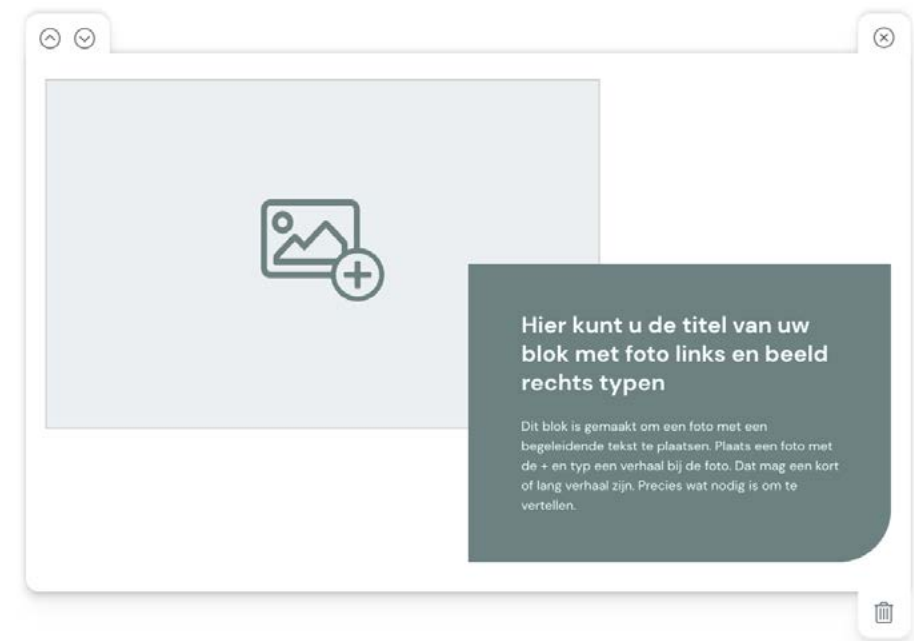 Hier kunt u de titel van uw
blok met foto links en beeld
rechts typen
Dit blok is gemaakt om een foto met een
begeleidende tekst te plaatsen. Plaats een foto met
de + en typ een verhaal bij de foto. Dat mag een kort
of lang verhaal zijn. Precies wat nodig is om te
vertellen.